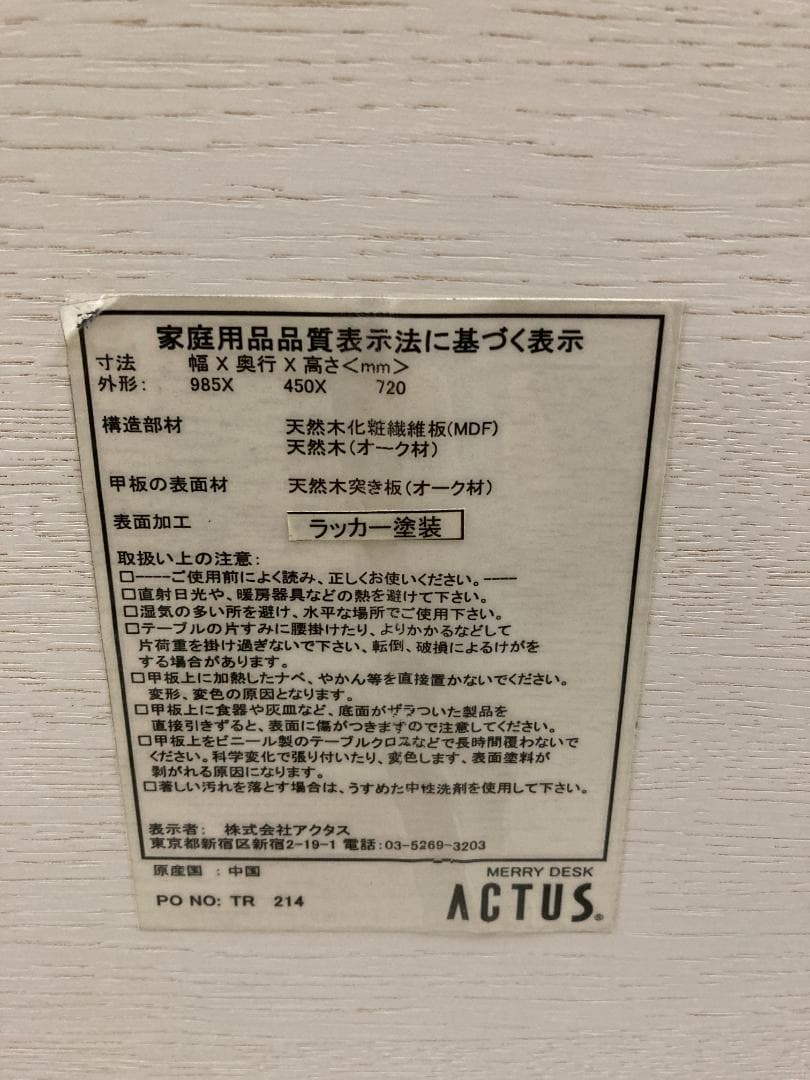 家庭用品品質表示法に基づく表示
寸法 幅 X 奥行 X 高さ<mm>
外形: 985X 450X 720
構造部材 天然木化粧繊維板(MDF)
天然木(オーク材)
甲板の表面材 天然木突き板(オーク材)
表面加工 ラッカー塗装
取扱い上の注意:
□----ご使用前によく読み、正しくお使いください。----
□直射日光や、暖房器具などの熱を避けて下さい。
□湿気の多い所を避け、水平な場所でご使用下さい。
□テーブルの片すみに腰掛けたり、よりかかるなどして
片荷重を掛け過ぎないで下さい、転倒、破損によるけがを
する場合があります。
□甲板上に加熱したナベ、やかん等を直接置かないでください。
変形、変色の原因となります。
□甲板上に食器や灰皿など、底面がザラついた製品を
直接引きずると、表面に傷がつきますので注意してください。
□甲板上をビニール製のテーブルクロスなどで長時間覆わないで
ください。科学変化で張り付いたり、変色します、表面塗料が
剥がれる原因になります。
□著しい汚れを落とす場合は、うすめた中性洗剤を使用して下さい。
表示者: 株式会社アクタス
東京都新宿区新宿2-19-1 電話:03-5269-3203
原産国 : 中国
MERRY DESK
PO NO: TR 214
ACTUS®